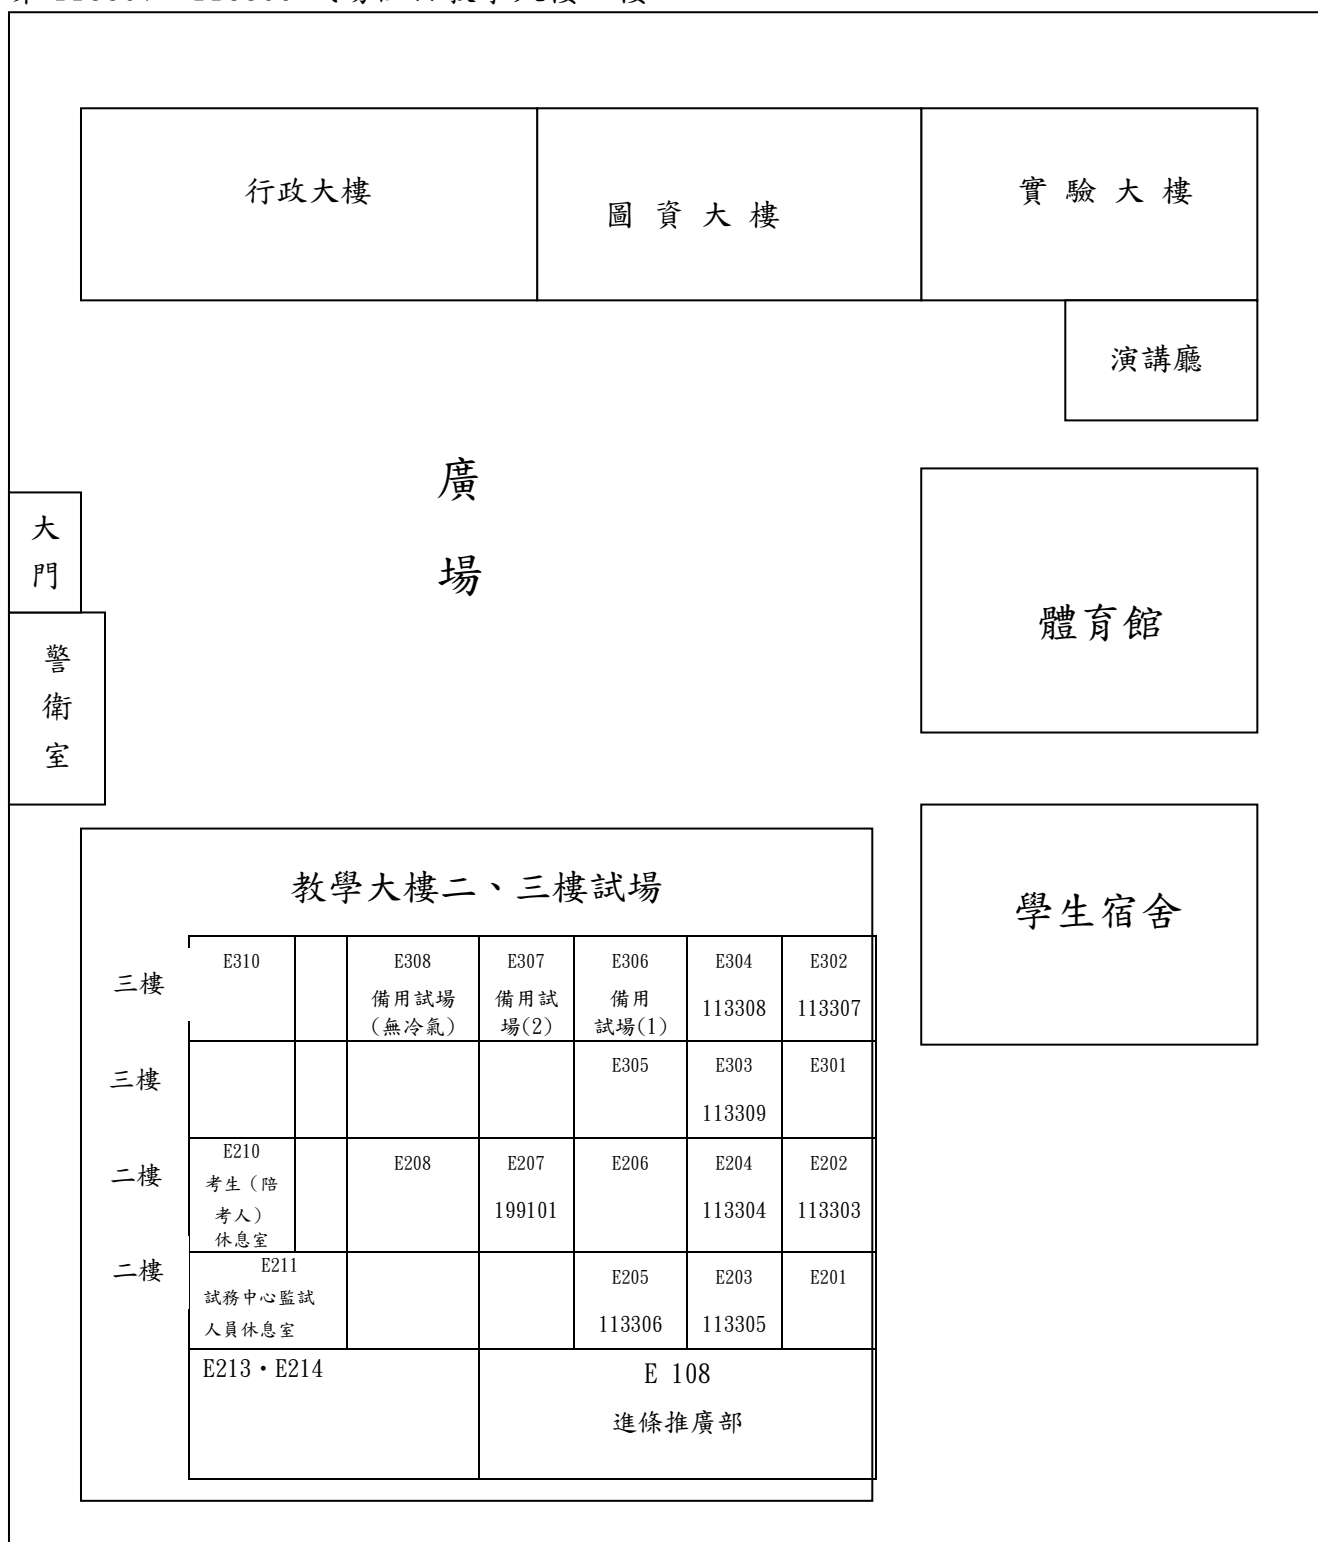 行政大樓
圖 資 大 樓
實 驗 大 樓
演講廳
廣
場
大
門
警
衛
室
體育館
學生宿舍
教學大樓二、三樓試場
三樓
E310
E308
備用試場
(無冷氣)
E307
備用試
場(2)
E306
備用
試場(1)
E304
113308
E302
113307
三樓
E305
E303
113309
E301
二樓
E210
考生(陪
考人)
休息室
E208
E207
199101
E206
E204
113304
E202
113303
二樓
E211
試務中心監試
人員休息室
E205
113306
E203
113305
E201
E213・E214
E 108
進條推廣部